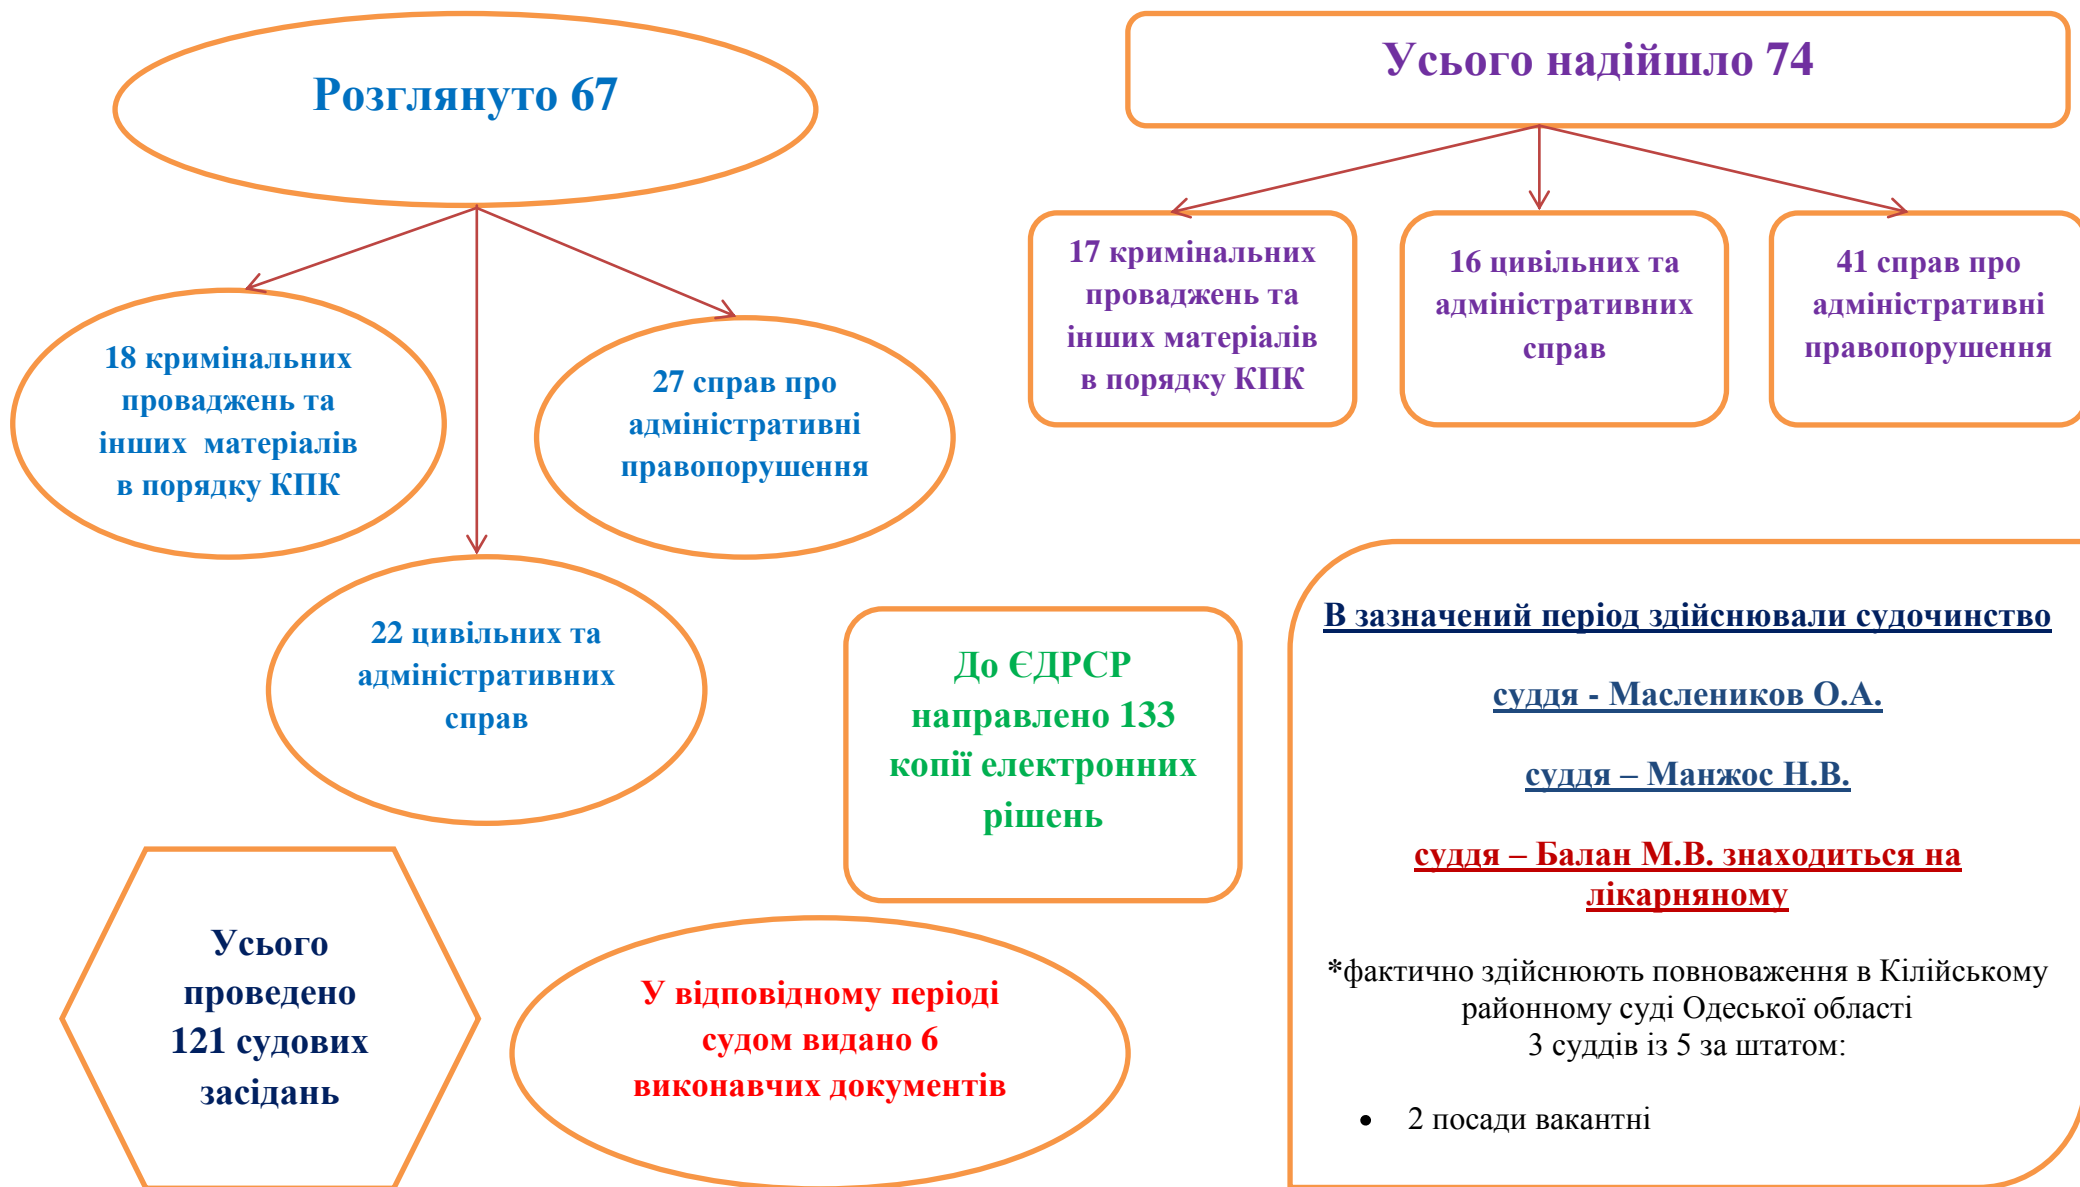 Розглянуто 67
Усього надійшло 74
18 кримінальних
проваджень та
інших матеріалів
в порядку КПК
27 справ про
адміністративні
правопорушення
22 цивільних та
адміністративних
справ
17 кримінальних
проваджень та
інших матеріалів
в порядку КПК
16 цивільних та
адміністративних
справ
41 справ про
адміністративні
правопорушення
До ЄДРСР
направлено 133
копії електронних
рішень
В зазначений період здійснювали судочинство
суддя - Маслеников О.А.
суддя – Манжос Н.В.
суддя – Балан М.В. знаходиться на
лікарняному
*фактично здійснюють повноваження в Кілійському
районному суді Одеської області
3 суддів із 5 за штатом:
• 2 посади вакантні
Усього
проведено
121 судових
засідань
У відповідному періоді
судом видано 6
виконавчих документів